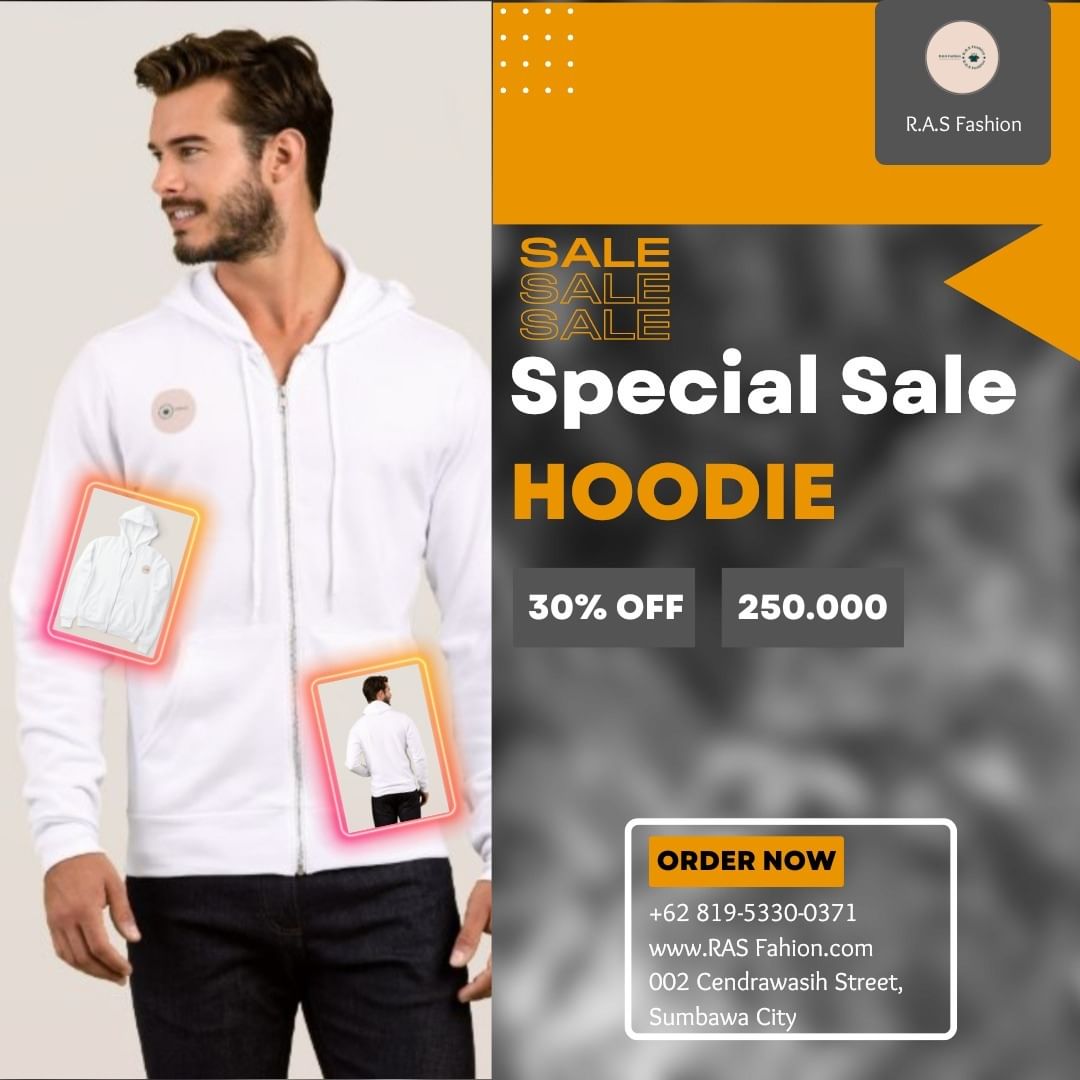 R.A.S Fashion
SALE
SALE
SALE
Special Sale
HOODIE
30% OFF
250.000
ORDER NOW
+62 819-5330-0371
www.RAS Fahion.com
002 Cendrawasih Street,
Sumbawa City